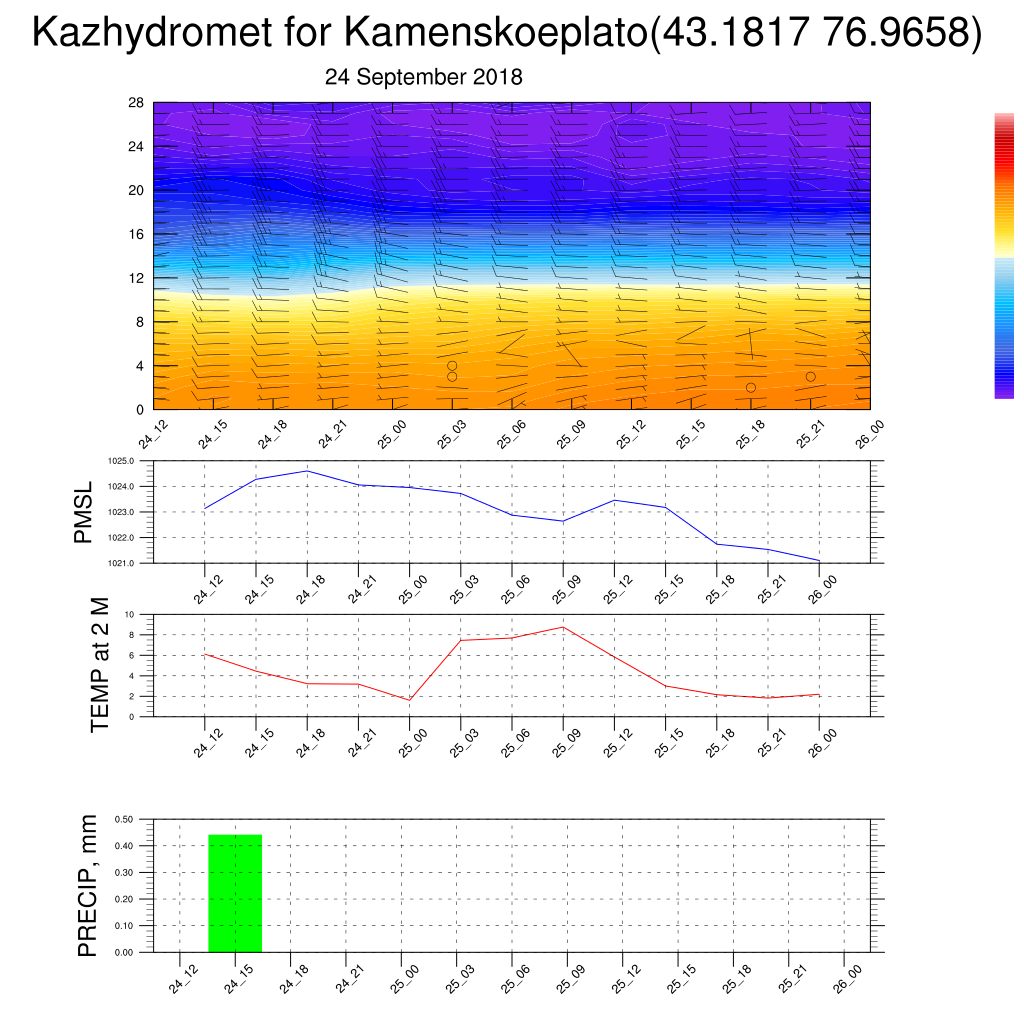 Kazhydromet for Kamenskoeplato(43.1817 76.9658)
24 September 2018
28
24
20
16
12
8
4
0
24_12 24_15 24_18 24_21 25_00 25_03 25_06 25_09 25_12 25_15 25_18 25_21 26_00
PMSL
1025.0
1024.0
1023.0
1022.0
1021.0
24_12 24_15 24_18 24_21 25_00 25_03 25_06 25_09 25_12 25_15 25_18 25_21 26_00
TEMP at 2 M
10
8
6
4
2
0
24_12 24_15 24_18 24_21 25_00 25_03 25_06 25_09 25_12 25_15 25_18 25_21 26_00
PRECIP, mm
0.50
0.40
0.30
0.20
0.10
0.00
24_12 24_15 24_18 24_21 25_00 25_03 25_06 25_09 25_12 25_15 25_18 25_21 26_00